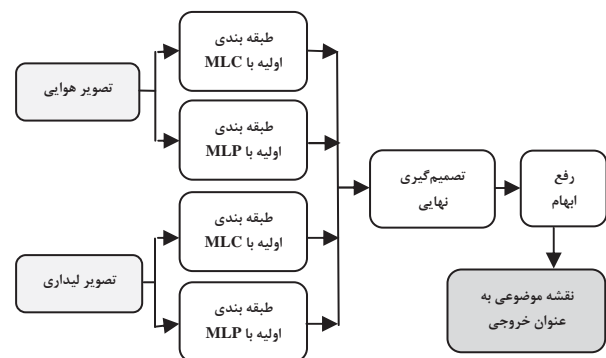 تصویر هوایی
طبقه بندی
اولیه با MLC
طبقه بندی
اولیه با MLP
تصویر لیداری
طبقه بندی
اولیه با MLC
طبقه بندی
اولیه با MLP
تصمیم‌گیری
نهایی
رفع
ابهام
نقشه موضوعی به
عنوان خروجی